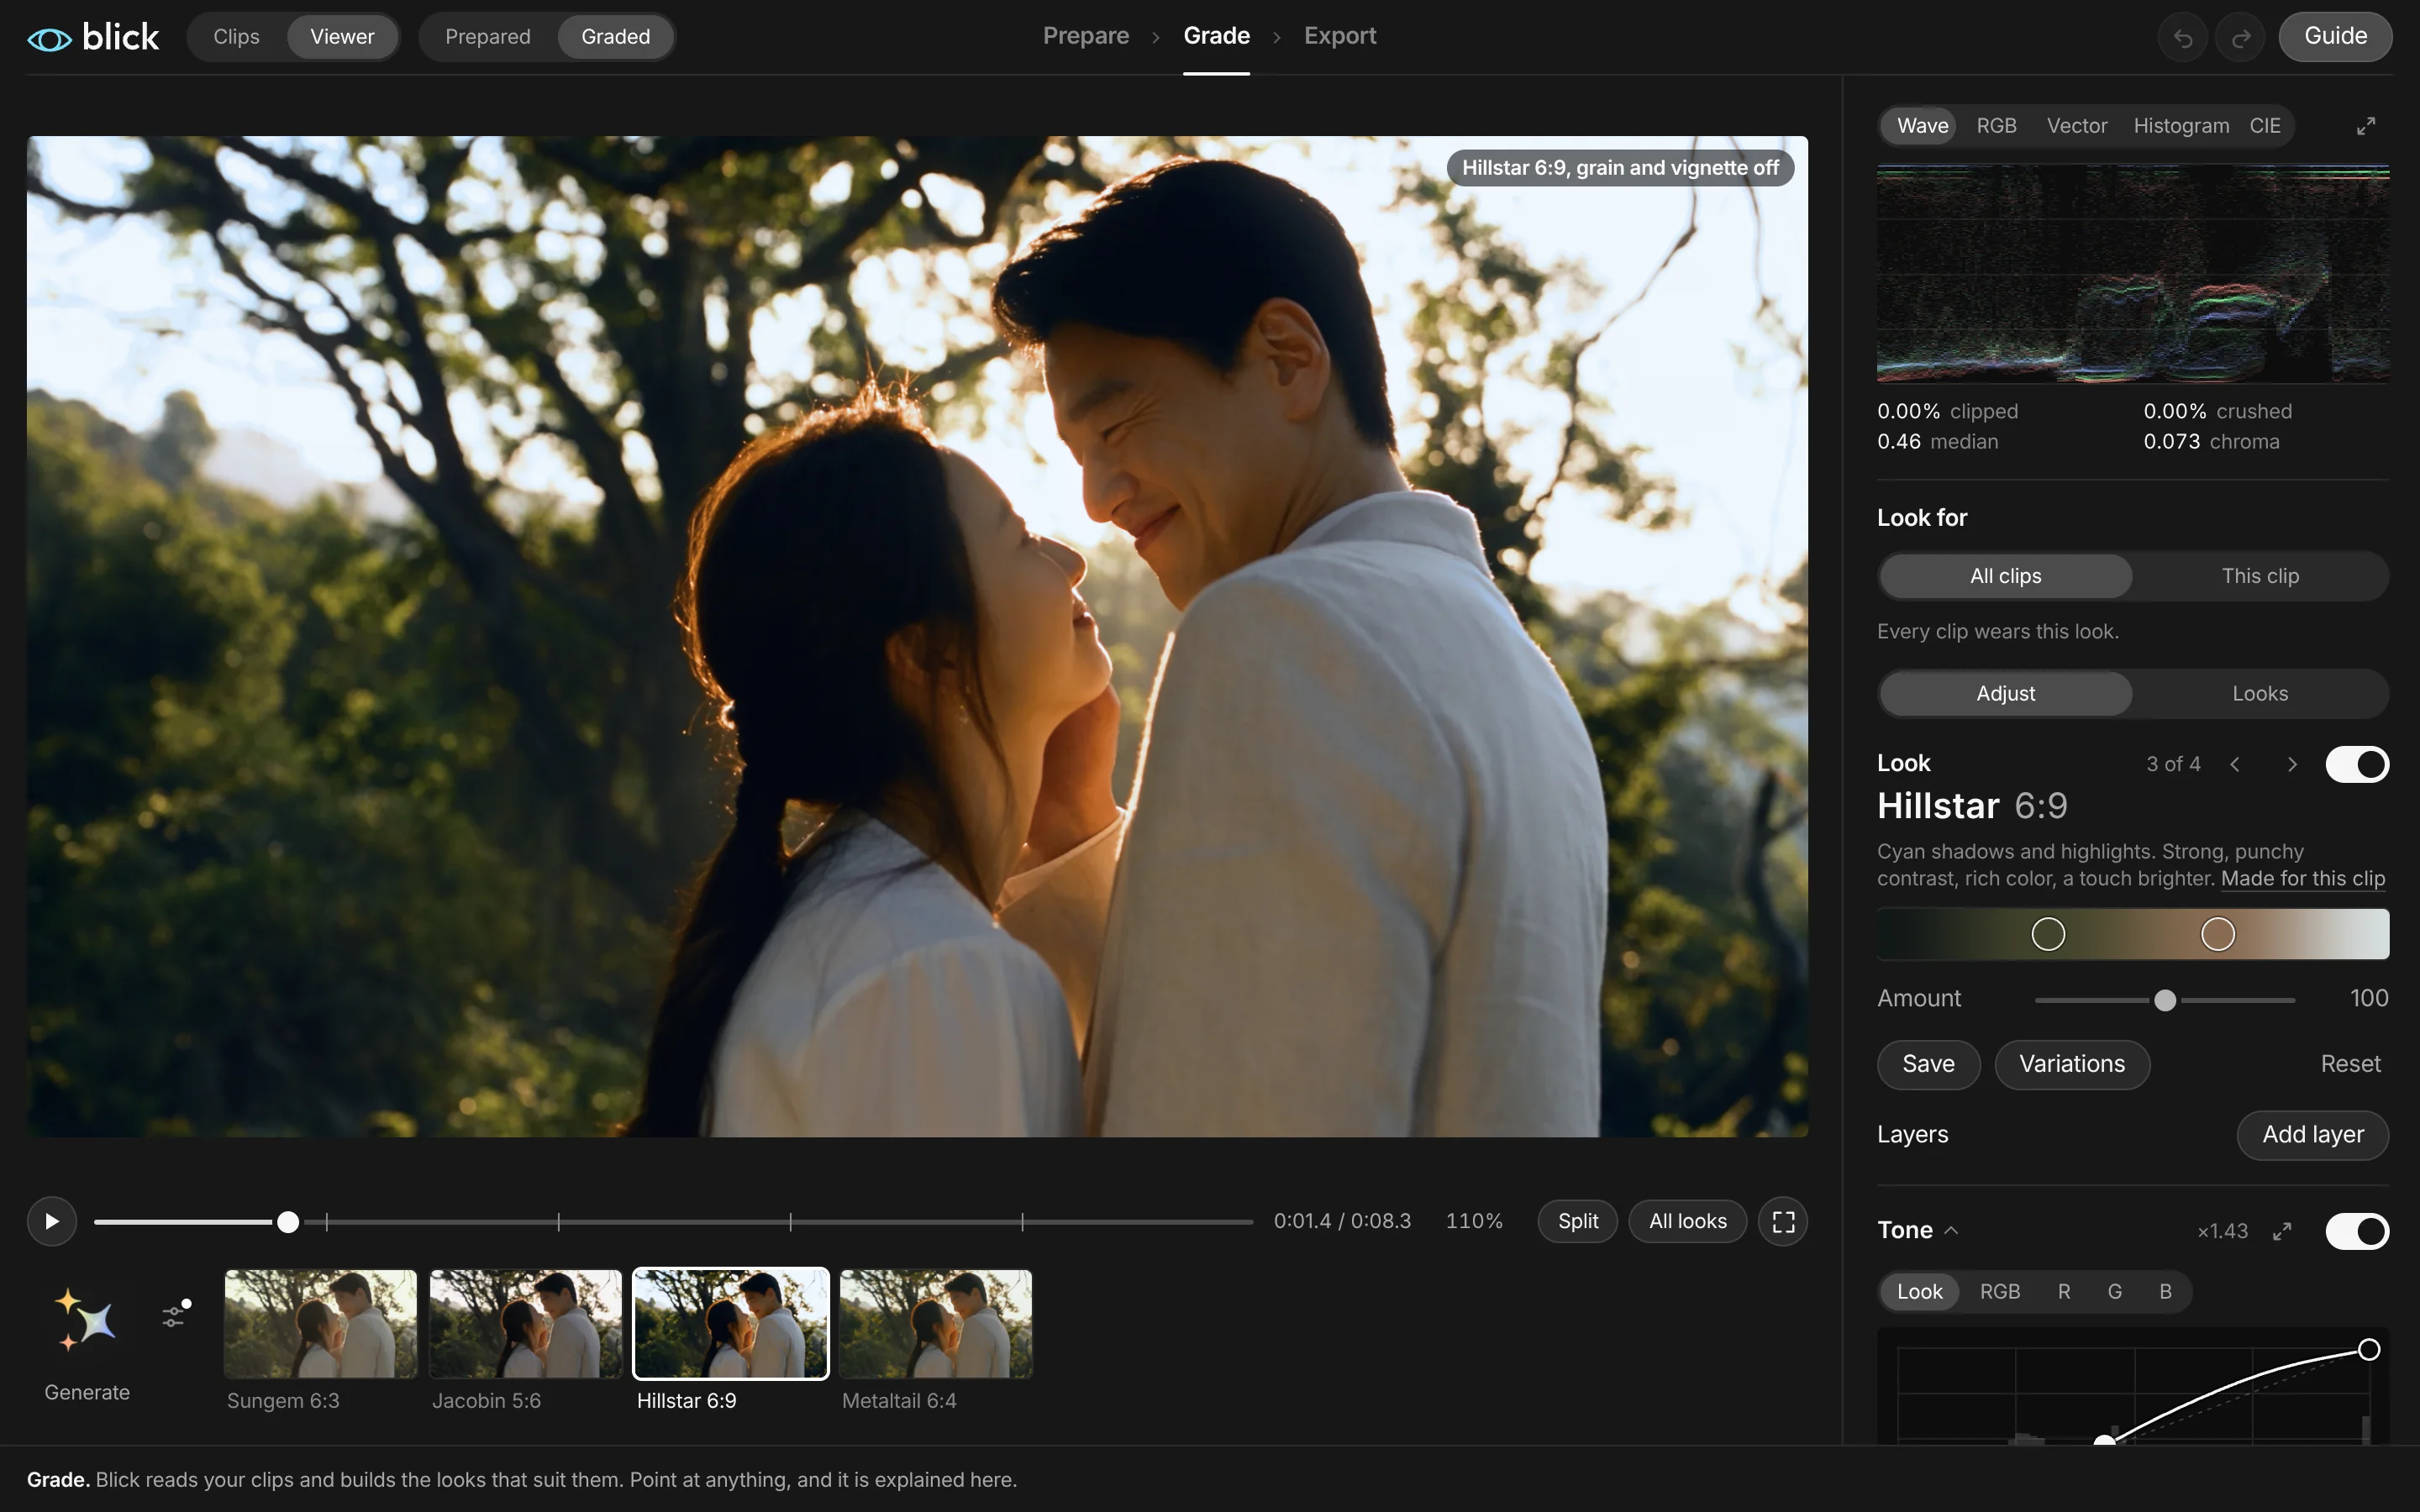 blick
Clips
Viewer
Prepared
Graded
Prepare
Grade
Export
Guide
Hillstar 6:9, grain and vignette off
Wave
RGB
Vector
Histogram
CIE
0.00% clipped
0.00% crushed
0.46 median
0.073 chroma
Look for
All clips
This clip
Every clip wears this look.
Adjust
Looks
Look
3 of 4
Hillstar 6:9
Cyan shadows and highlights. Strong, punchy
contrast, rich color, a touch brighter. Made for this clip
Amount
100
Save
Variations
Reset
Layers
Add layer
Tone
×1.43
Look
RGB
R
G
B
0:01.4 / 0:08.3
110%
Split
All looks
Generate
Sungem 6:3
Jacobin 5:6
Hillstar 6:9
Metaltail 6:4
Grade. Blick reads your clips and builds the looks that suit them. Point at anything, and it is explained here.